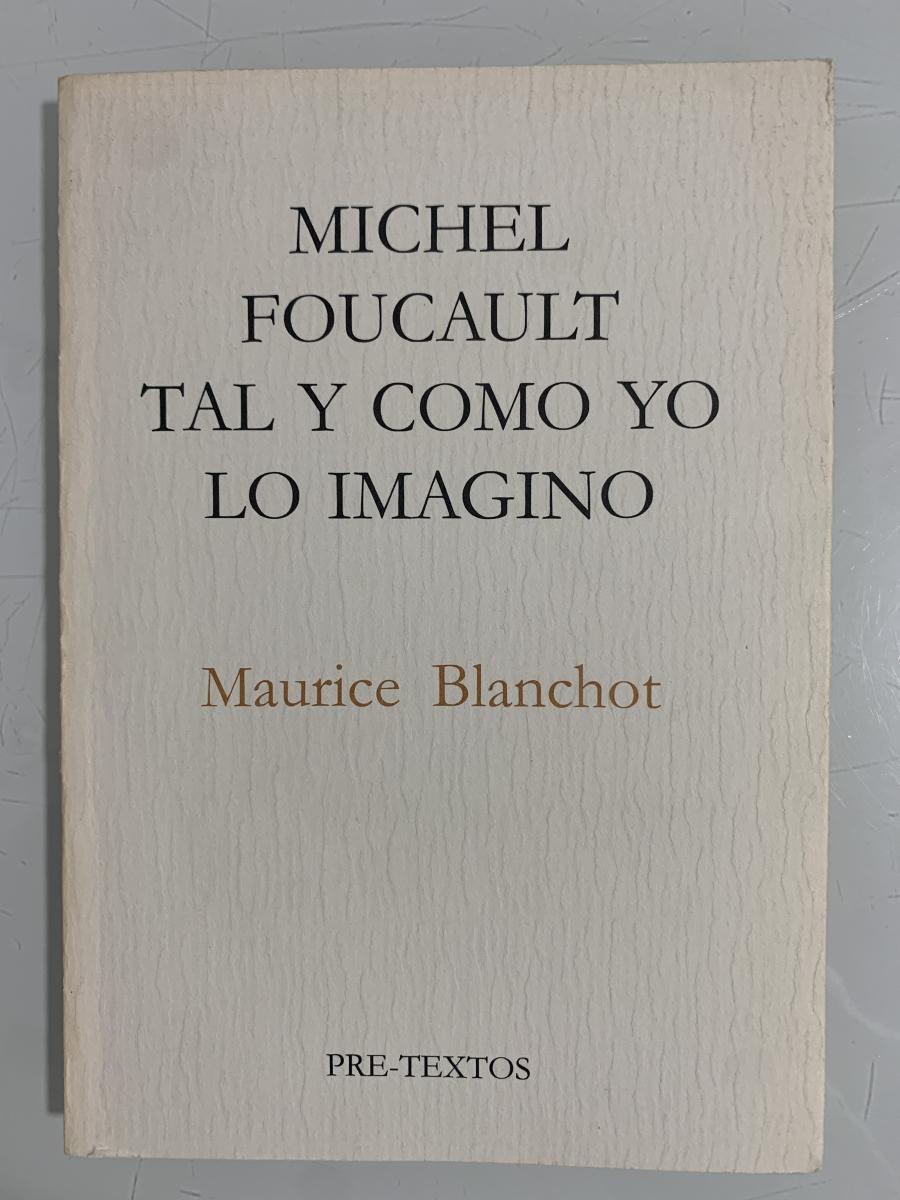 MICHEL
FOUCAULT
TAL Y COMO YO
LO IMAGINO
Maurice Blanchot
PRE-TEXTOS